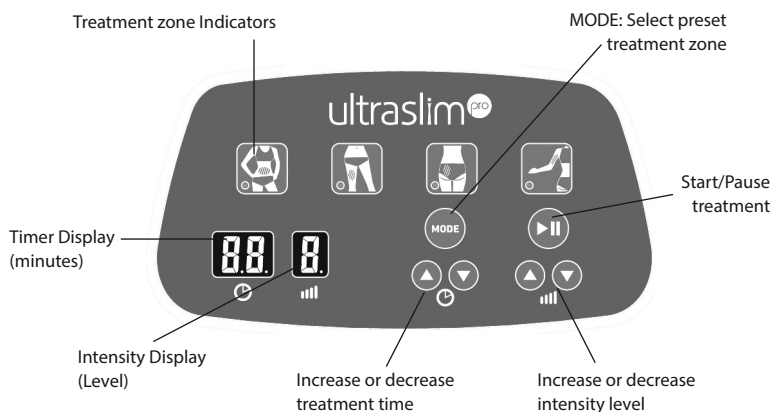 Treatment zone Indicators
MODE: Select preset
treatment zone
ultraslim pro
Start/Pause
treatment
MODE
Timer Display
(minutes)
88.
8.
Intensity Display
(Level)
Increase or decrease
treatment time
Increase or decrease
intensity level